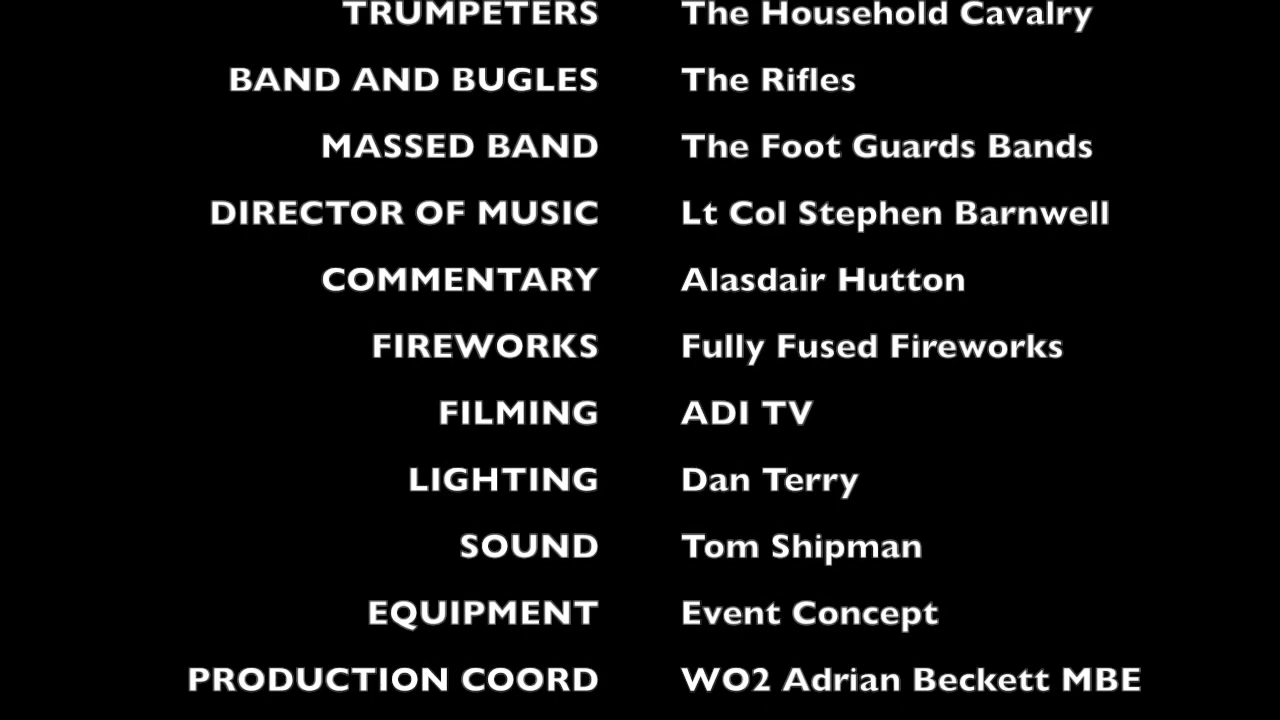 TRUMPETERS The Household Cavalry
BAND AND BUGLES The Rifles
MASSED BAND The Foot Guards Bands
DIRECTOR OF MUSIC Lt Col Stephen Barnwell
COMMENTARY Alasdair Hutton
FIREWORKS Fully Fused Fireworks
FILMING ADI TV
LIGHTING Dan Terry
SOUND Tom Shipman
EQUIPMENT Event Concept
PRODUCTION COORD WO2 Adrian Beckett MBE